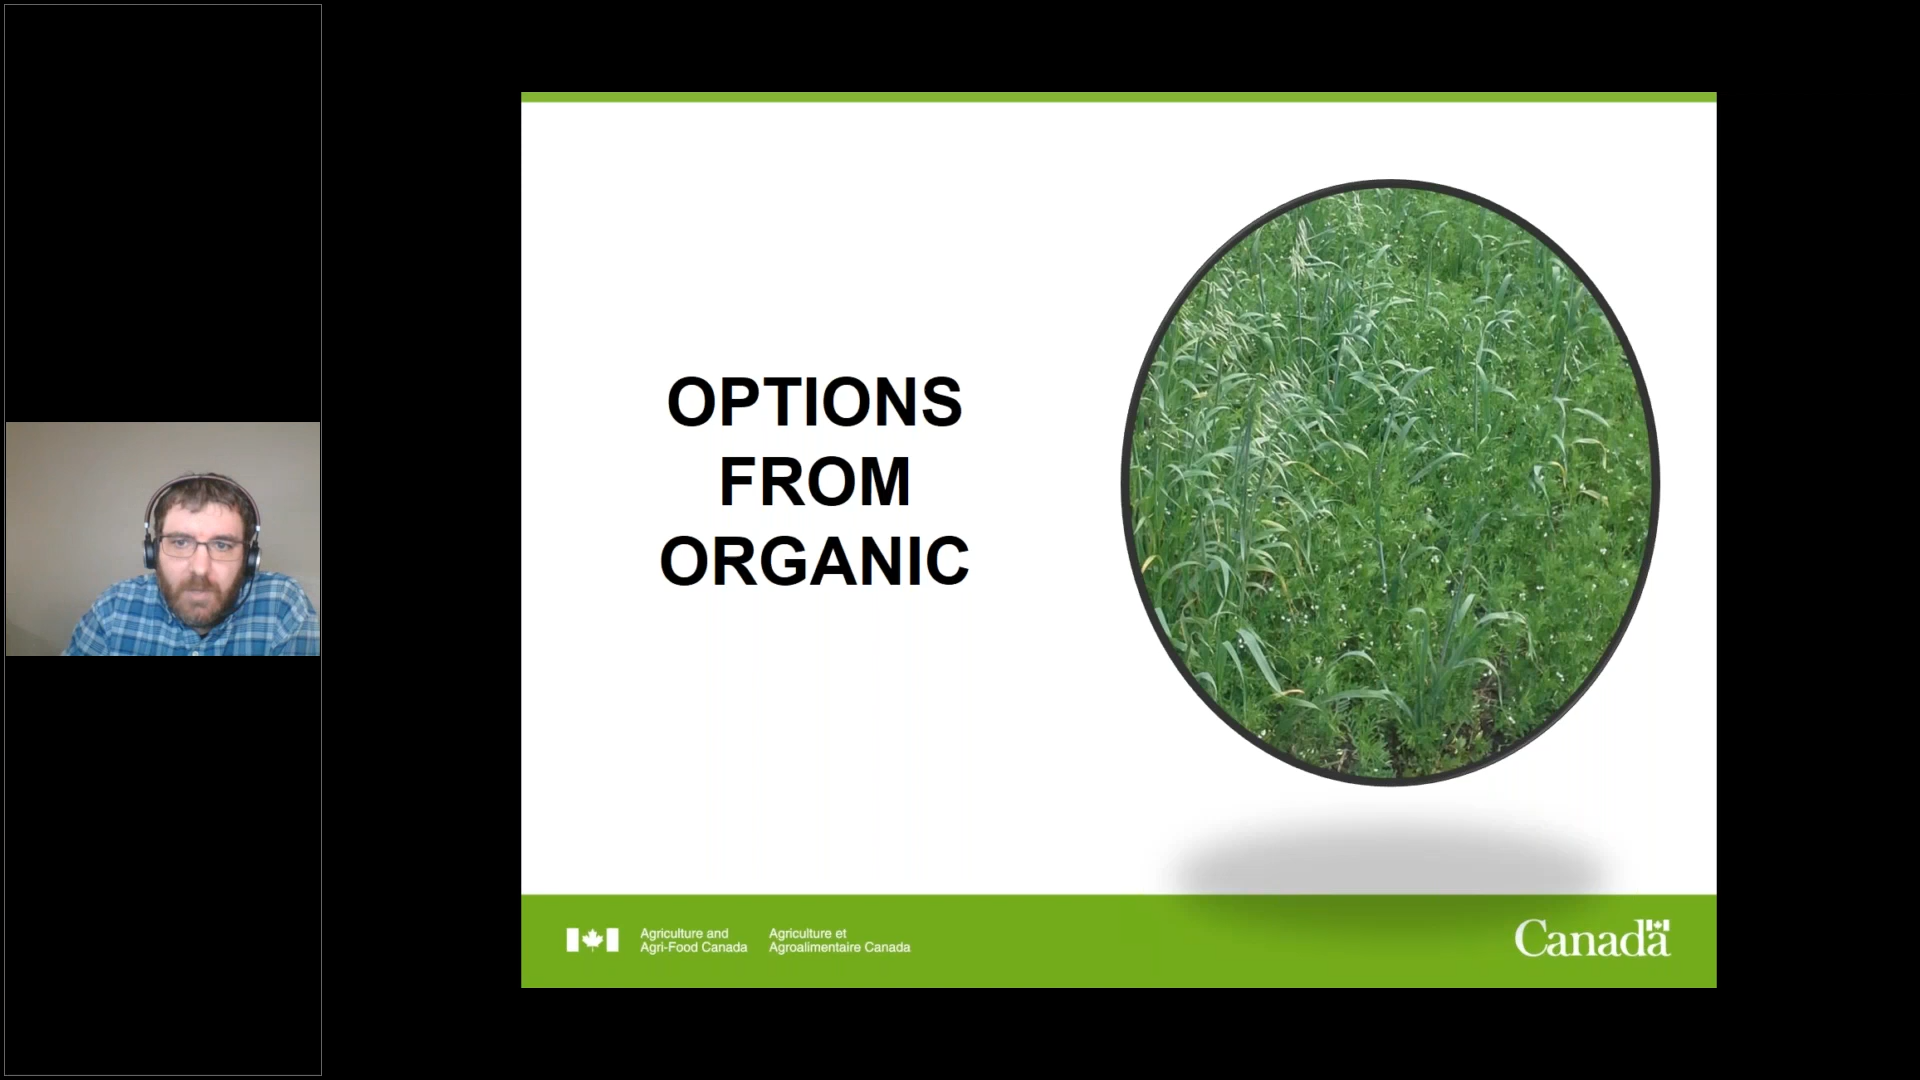 OPTIONS
FROM
ORGANIC
Agriculture and
Agri-Food Canada
Agriculture et
Agroalimentaire Canada
Canada